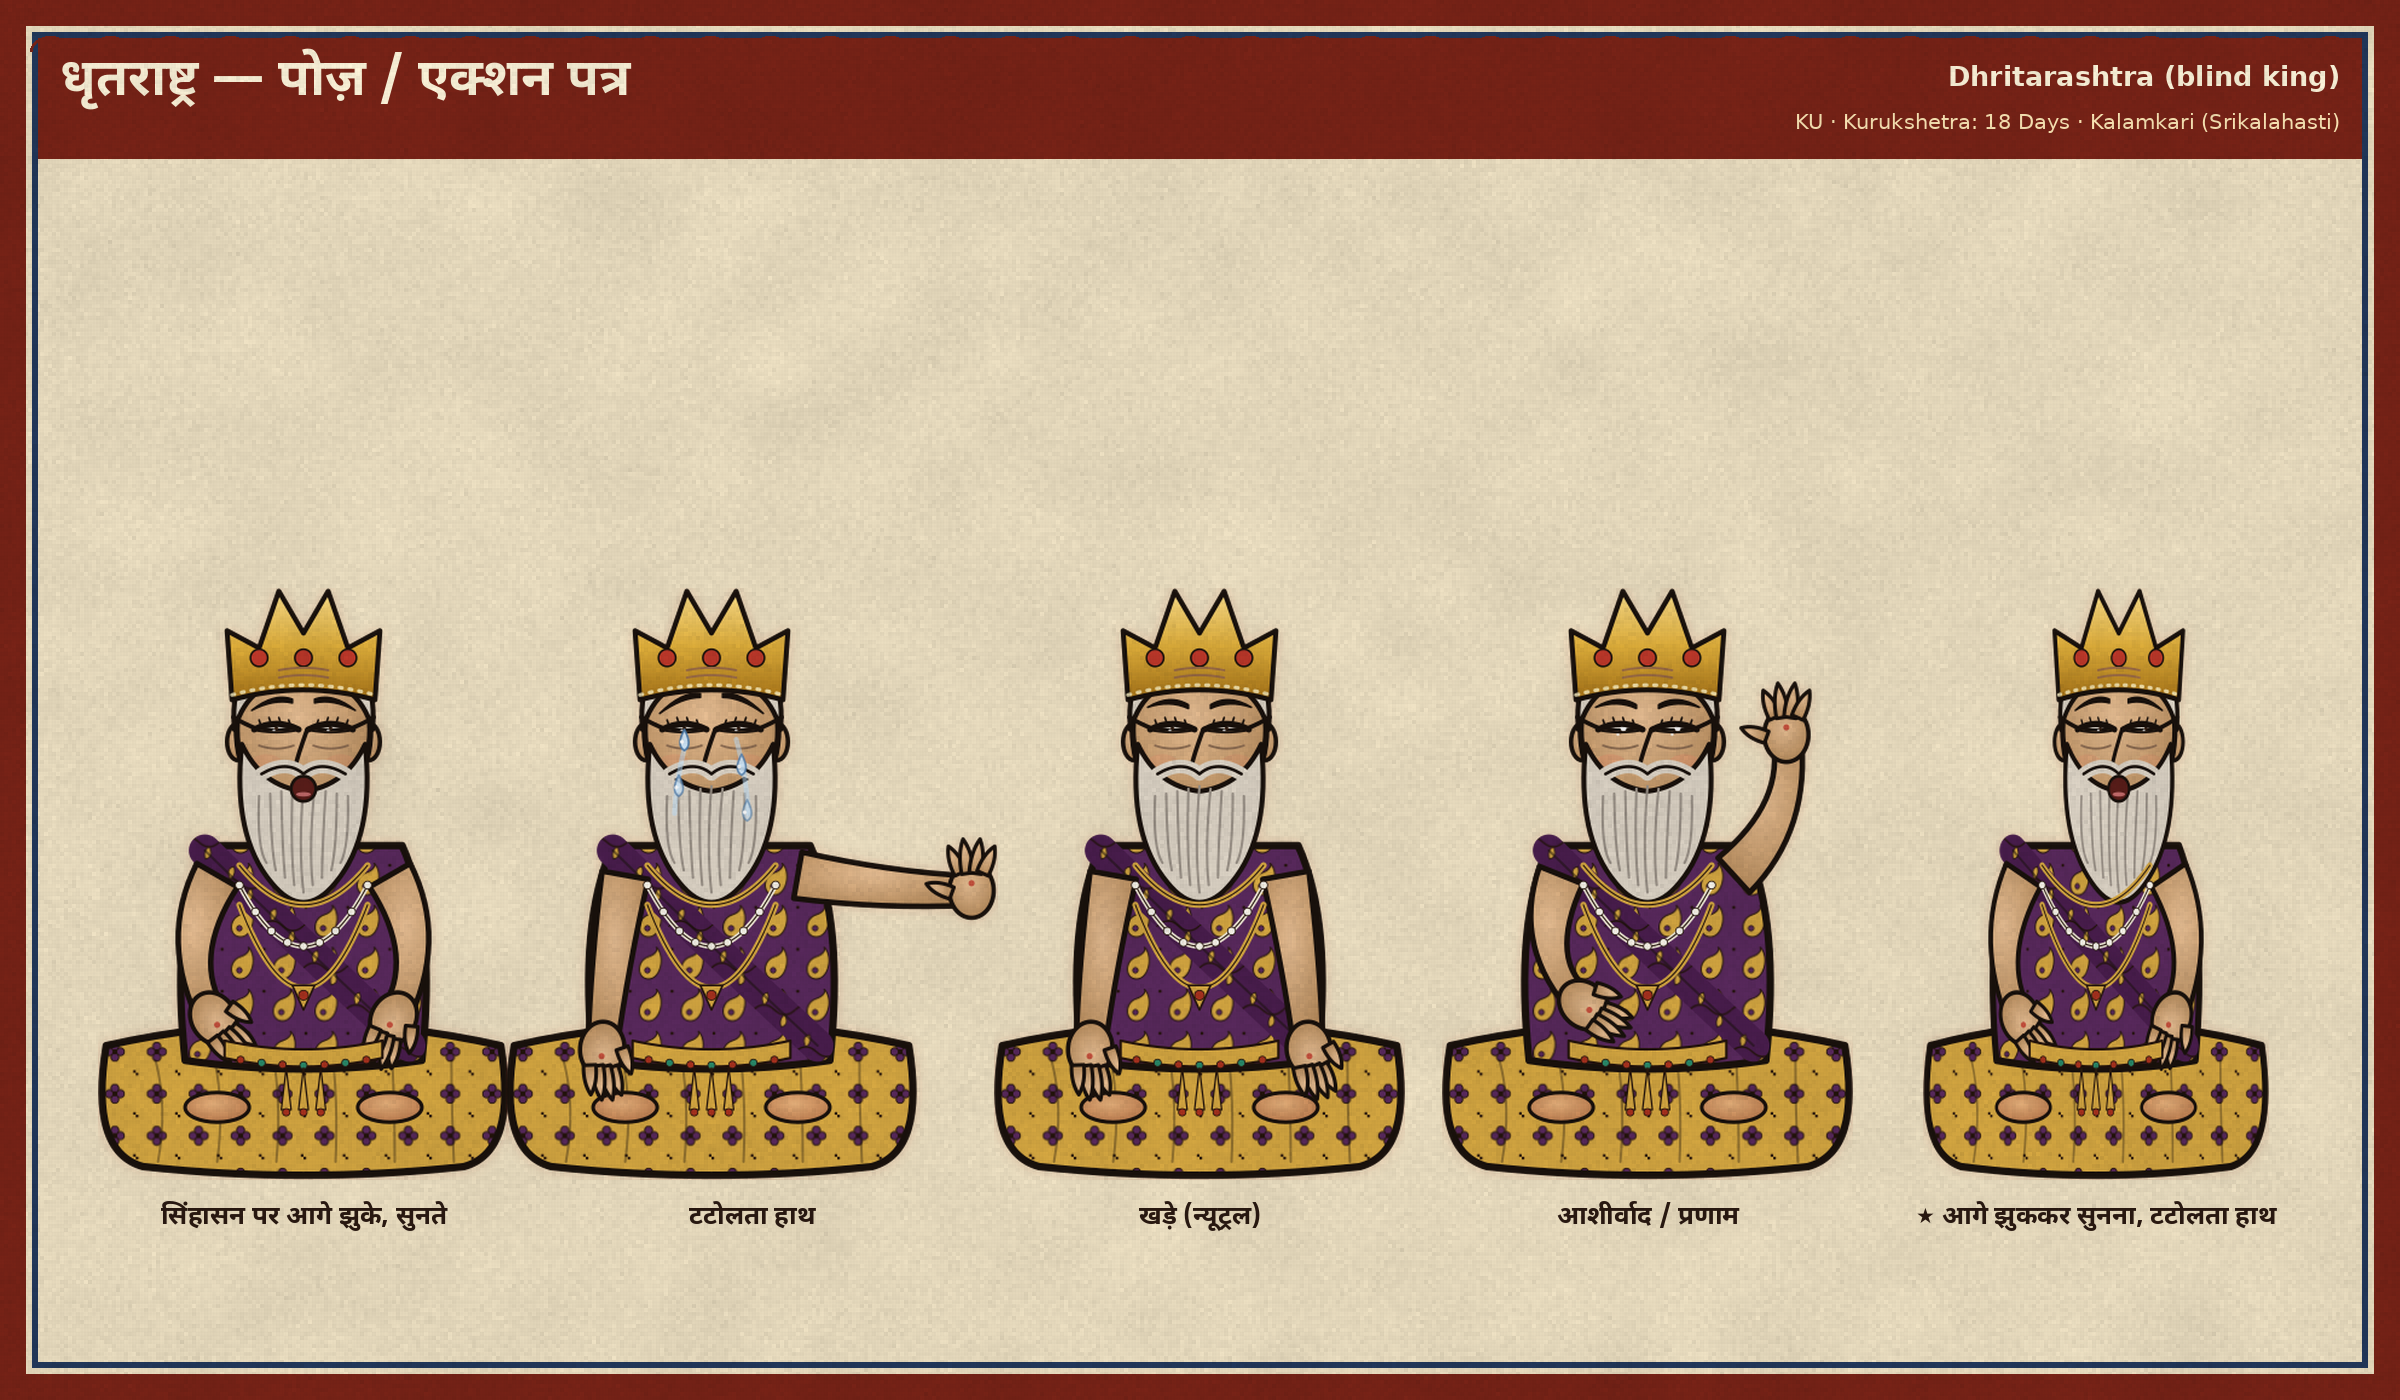 धृतराष्ट्र — पोज़ / एक्शन पत्र
Dhritarashtra (blind king)
KU · Kurukshetra: 18 Days · Kalamkari (Srikalahasti)
सिंहासन पर आगे झुके, सुनते
टटोलता हाथ
खड़े (न्यूट्रल)
आशीर्वाद / प्रणाम
★ आगे झुककर सुनना, टटोलता हाथ